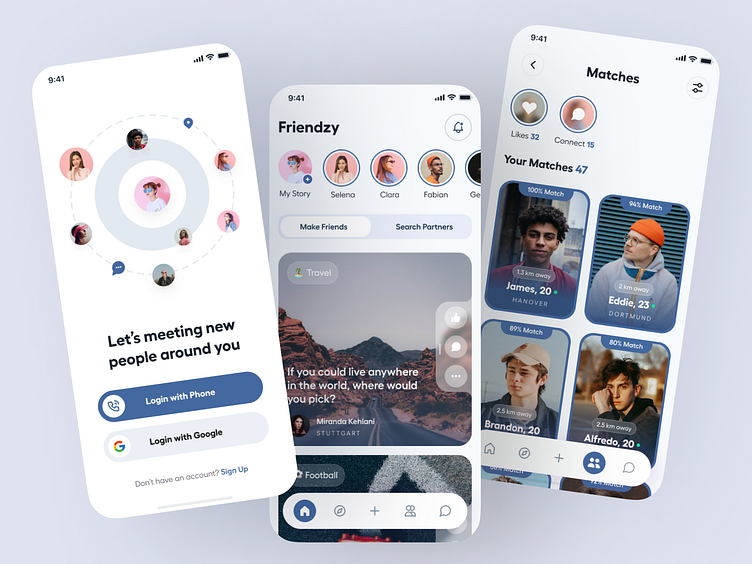 9:41
Let's meeting new
people around you
Login with Phone
Login with Google
Don't have an account? Sign Up
9:41
Friendzy
My Story
Selena
Clara
Fabian
Ge
Make Friends
Search Partners
Travel
If you could live anywhere
in the world, where would
you pick?
Miranda Kehlani
STUTTGART
Football
9:41
Matches
Likes 32
Connect 15
Your Matches 47
100% Match
1.3 km away
James, 20
HANOVER
94% Match
2 km away
Eddie, 23
DORTMUND
89% Match
2.5 km away
Brandon, 20
80% Match
2.5 km away
Alfredo, 20